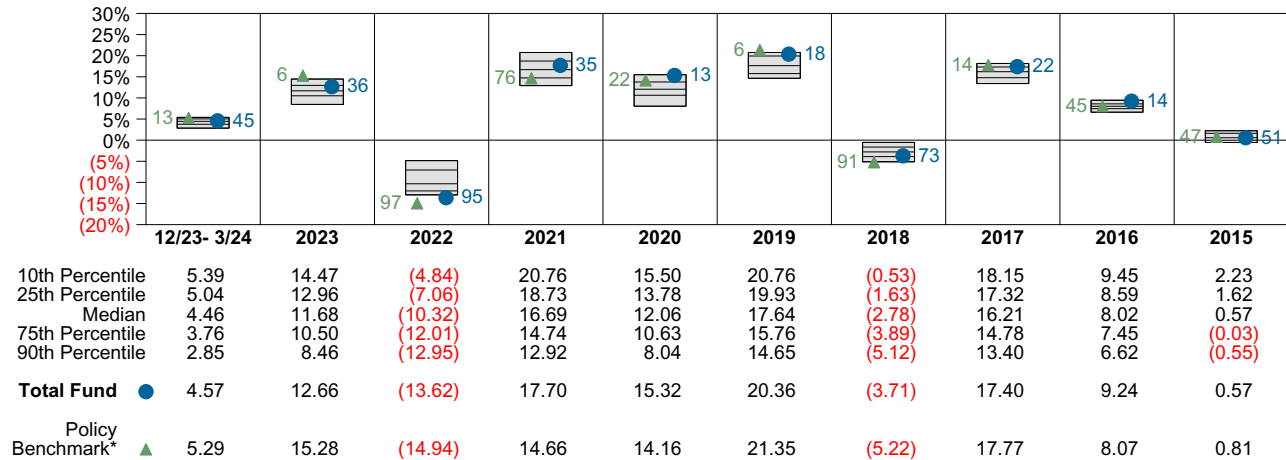 30%
25%
20%
15%
10%
5%
0%
(5%)
(10%)
(15%)
(20%)
13 45 6 36 97 95 76 35 22 13 6 18 91 73 14 22 45 14 47 51
12/23- 3/24 2023 2022 2021 2020 2019 2018 2017 2016 2015
10th Percentile 5.39 14.47 (4.84) 20.76 15.50 20.76 (0.53) 18.15 9.45 2.23
25th Percentile 5.04 12.96 (7.06) 18.73 13.78 19.93 (1.63) 17.32 8.59 1.62
Median 4.46 11.68 (10.32) 16.69 12.06 17.64 (2.78) 16.21 8.02 0.57
75th Percentile 3.76 10.50 (12.01) 14.74 10.63 15.76 (3.89) 14.78 7.45 (0.03)
90th Percentile 2.85 8.46 (12.95) 12.92 8.04 14.65 (5.12) 13.40 6.62 (0.55)
Total Fund 4.57 12.66 (13.62) 17.70 15.32 20.36 (3.71) 17.40 9.24 0.57
Policy
Benchmark* 5.29 15.28 (14.94) 14.66 14.16 21.35 (5.22) 17.77 8.07 0.81